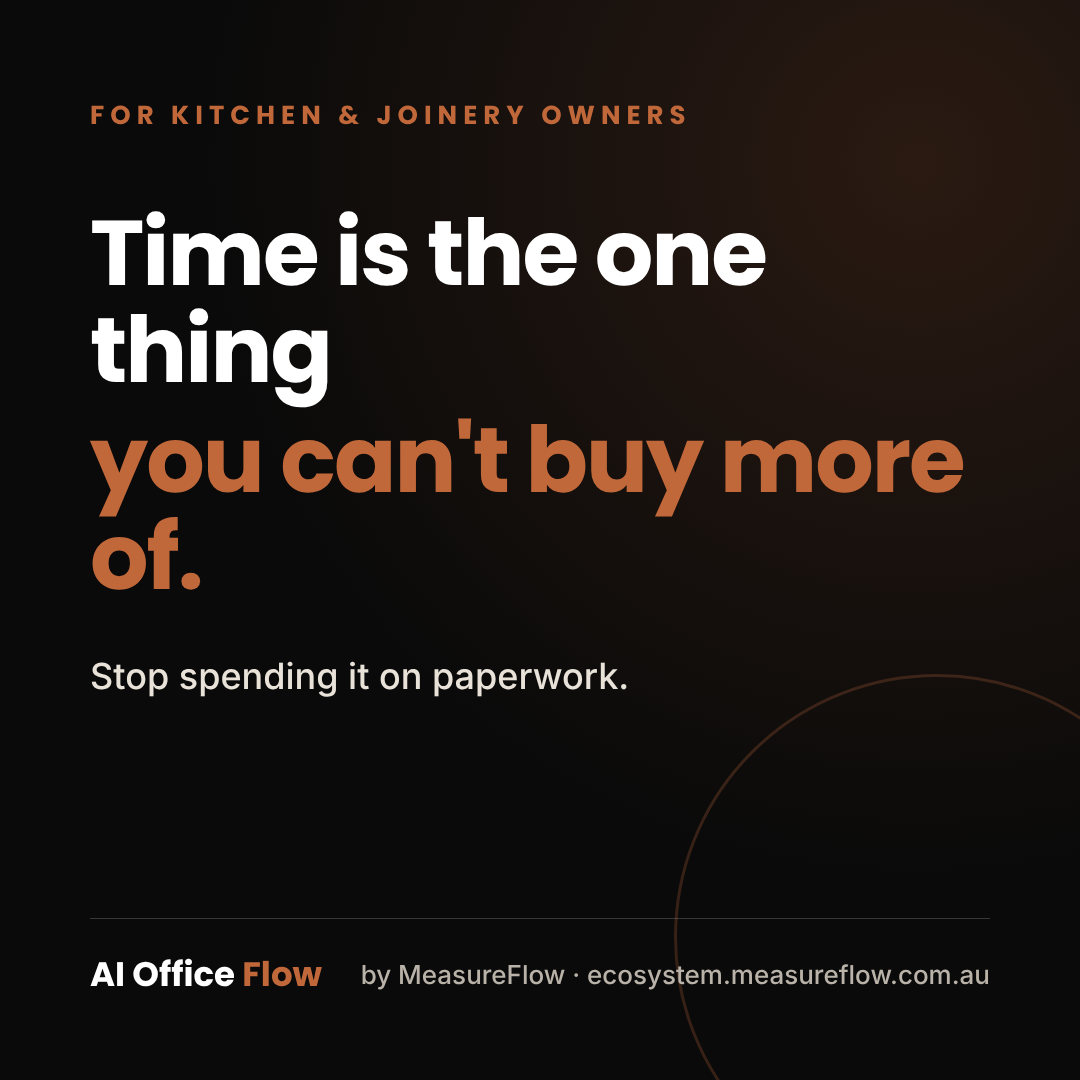 FOR KITCHEN & JOINERY OWNERS
Time is the one
thing
you can't buy more
of.
Stop spending it on paperwork.
AI Office Flow by MeasureFlow · ecosystem.measureflow.com.au